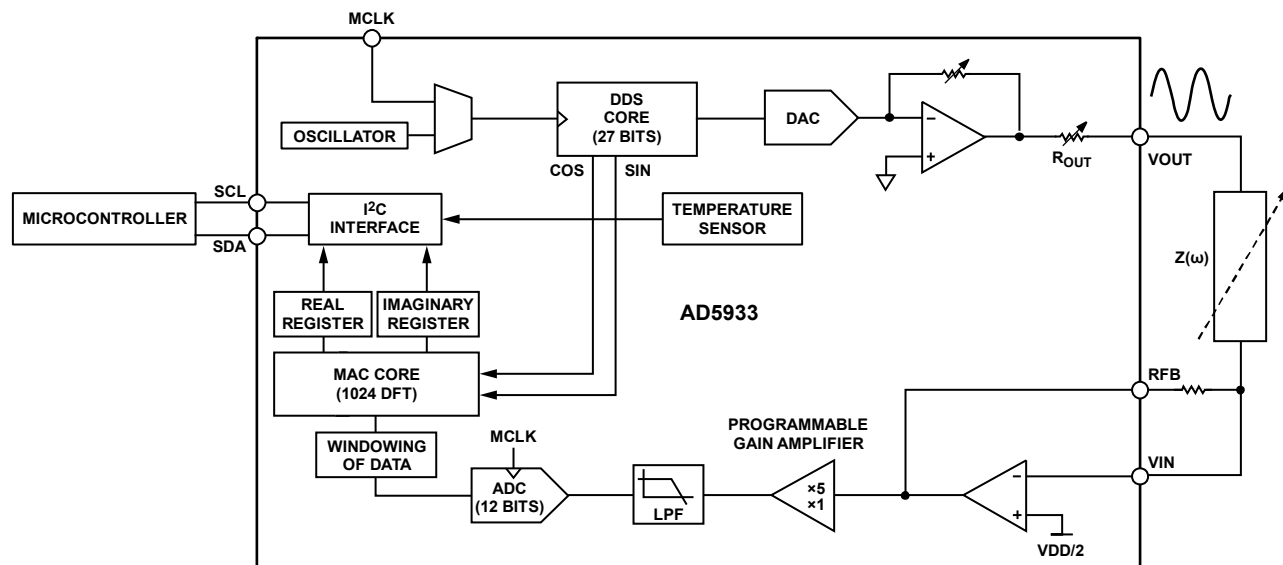 MCLK
DDS
CORE
(27 BITS)
DAC
OSCILLATOR
ROUT
VOUT
COS
SIN
SCL
MICROCONTROLLER
I2C
INTERFACE
TEMPERATURE
SENSOR
SDA
Z(ω)
REAL
REGISTER
IMAGINARY
REGISTER
AD5933
MAC CORE
(1024 DFT)
RFB
PROGRAMMABLE
GAIN AMPLIFIER
MCLK
WINDOWING
OF DATA
VIN
ADC
(12 BITS)
LPF
×5
×1
−
+
−
+
VDD/2